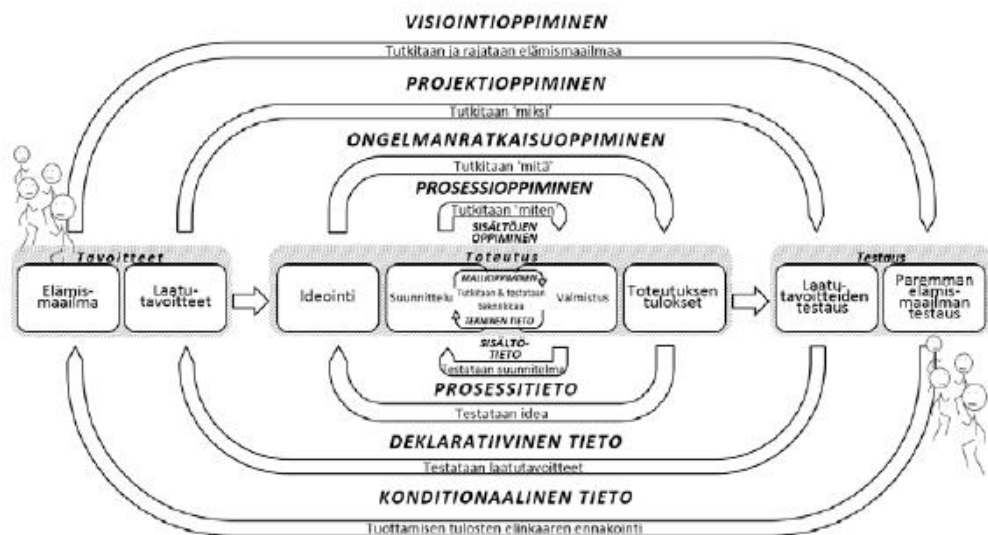 VISIOINTIOPPIMINEN
Tutkitaan ja rajataan elämismaailmaa
PROJEKTIOPPIMINEN
Tutkitaan 'miksi'
ONGELMANRATKAISUOPPIMINEN
Tutkitaan 'mitä'
PROSESSIOPPIMINEN
Tutkitaan 'miten'
SISÄLTÖJEN
OPPIMINEN
Tavoitteet
Elämis-
maailma
Laatu-
tavoitteet
Toteutus
Ideointi
Suunnittelu
MALLIOPPIMINEN
Tutkitaan & testataan
tekniikkaa
TEKNINEN TIETO
Valmistus
Toteutuksen
tulokset
Testaus
Laatu-
tavoitteiden
testaus
Paremman
elämis-
maailman
testaus
SISÄLTÖ-
TIETO
Testataan suunnitelma
PROSESSITIETO
Testataan idea
DEKLARATIIVINEN TIETO
Testataan laatutavoitteet
KONDITIONAALINEN TIETO
Tuottamisen tulosten elinkaaren ennakointi